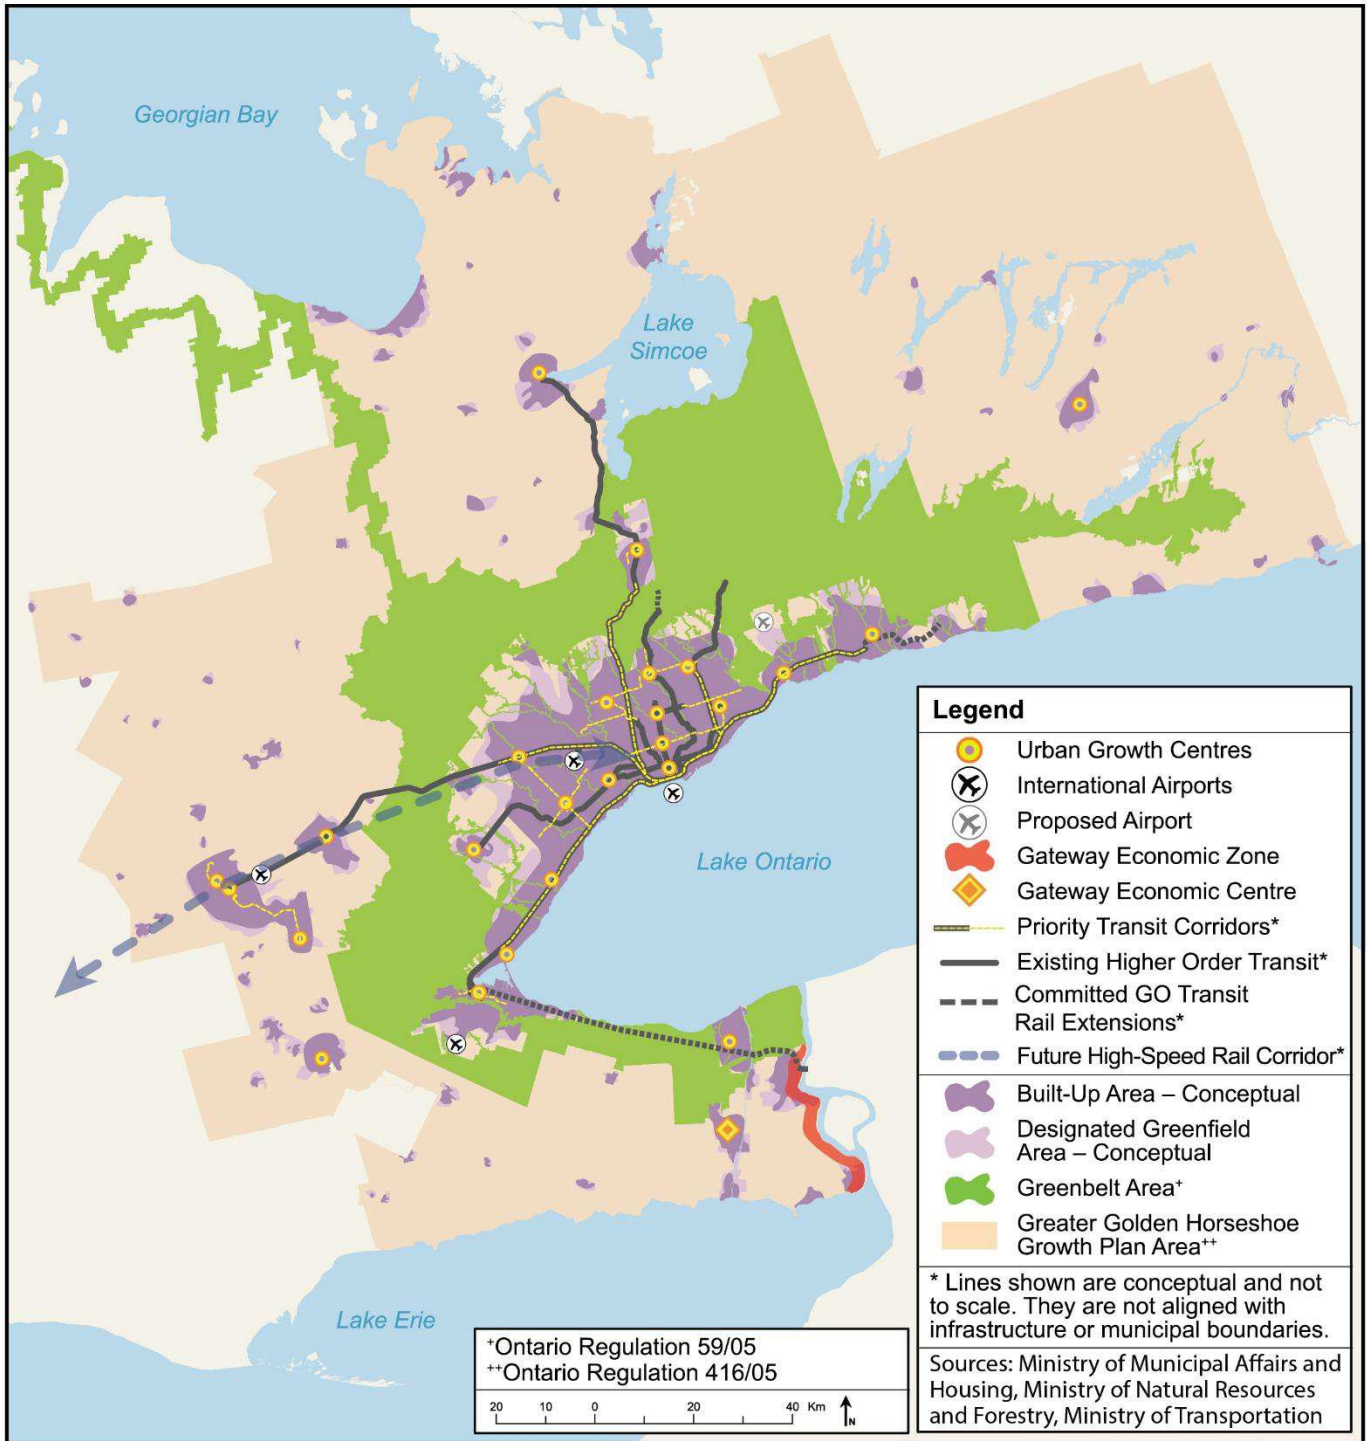 Georgian Bay
Lake
Simcoe
Lake Ontario
Lake Erie
Legend
Urban Growth Centres
International Airports
Proposed Airport
Gateway Economic Zone
Gateway Economic Centre
Priority Transit Corridors*
Existing Higher Order Transit*
Committed GO Transit
Rail Extensions*
Future High-Speed Rail Corridor*
Built-Up Area – Conceptual
Designated Greenfield
Area – Conceptual
Greenbelt Area+
Greater Golden Horseshoe
Growth Plan Area++
* Lines shown are conceptual and not
to scale. They are not aligned with
infrastructure or municipal boundaries.
Sources: Ministry of Municipal Affairs and
Housing, Ministry of Natural Resources
and Forestry, Ministry of Transportation
+Ontario Regulation 59/05
++Ontario Regulation 416/05
20 10 0 20 40 Km
N